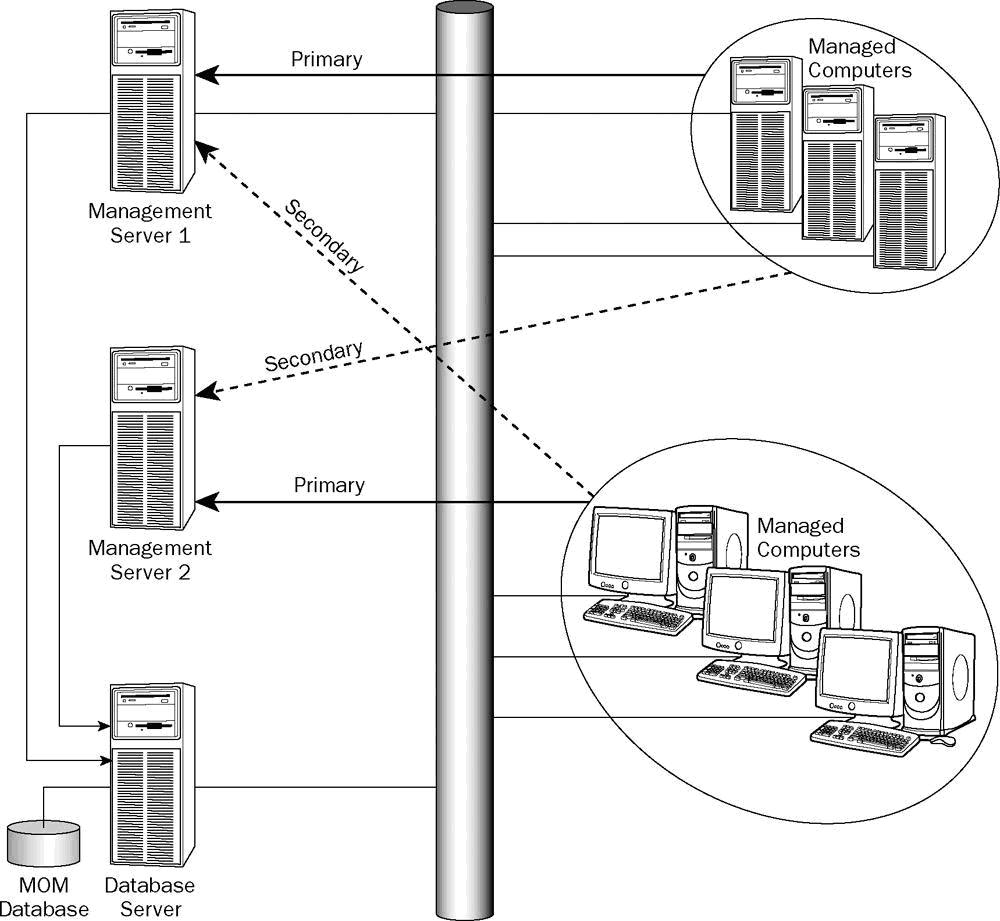 Primary
Managed
Computers
Management
Server 1
Secondary
Secondary
Primary
Managed
Computers
Management
Server 2
MOM
Database
Database
Server